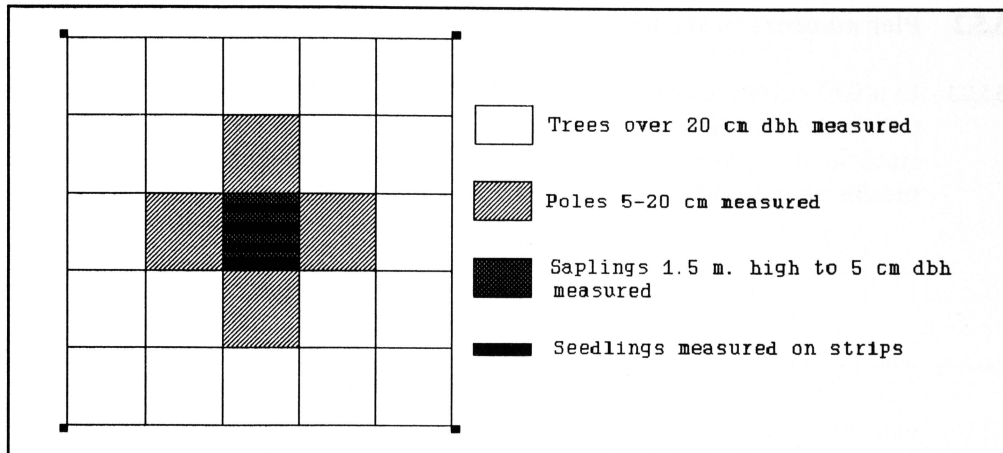 Trees over 20 cm dbh measured
Poles 5-20 cm measured
Saplings 1.5 m. high to 5 cm dbh
measured
Seedlings measured on strips